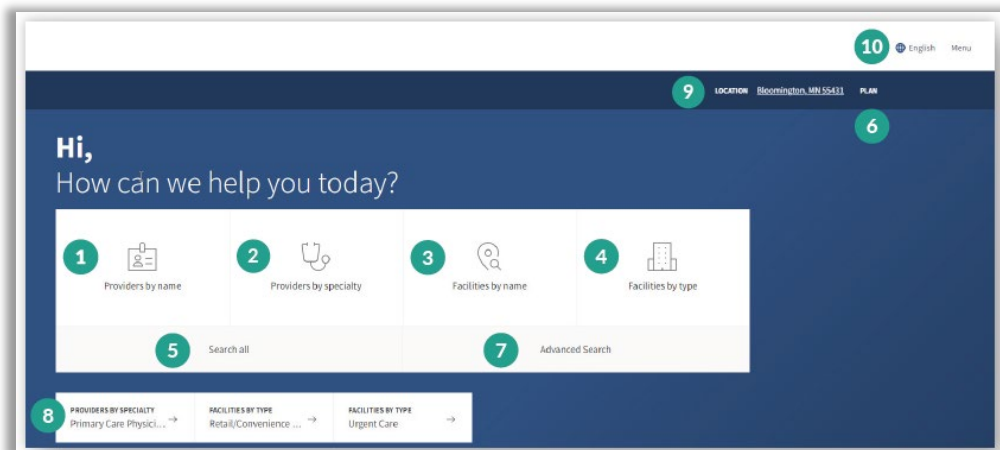 10 English Menu
9 LOCATION Bloomington, MN 55431 PLAN
6
Hi,
How can we help you today?
1 2 3 4
Providers by name Providers by specialty Facilities by name Facilities by type
5 Search all 7 Advanced Search
8 PROVIDERS BY SPECIALTY FACILITIES BY TYPE FACILITIES BY TYPE
Primary Care Physici... Retail/Convenience ... Urgent Care